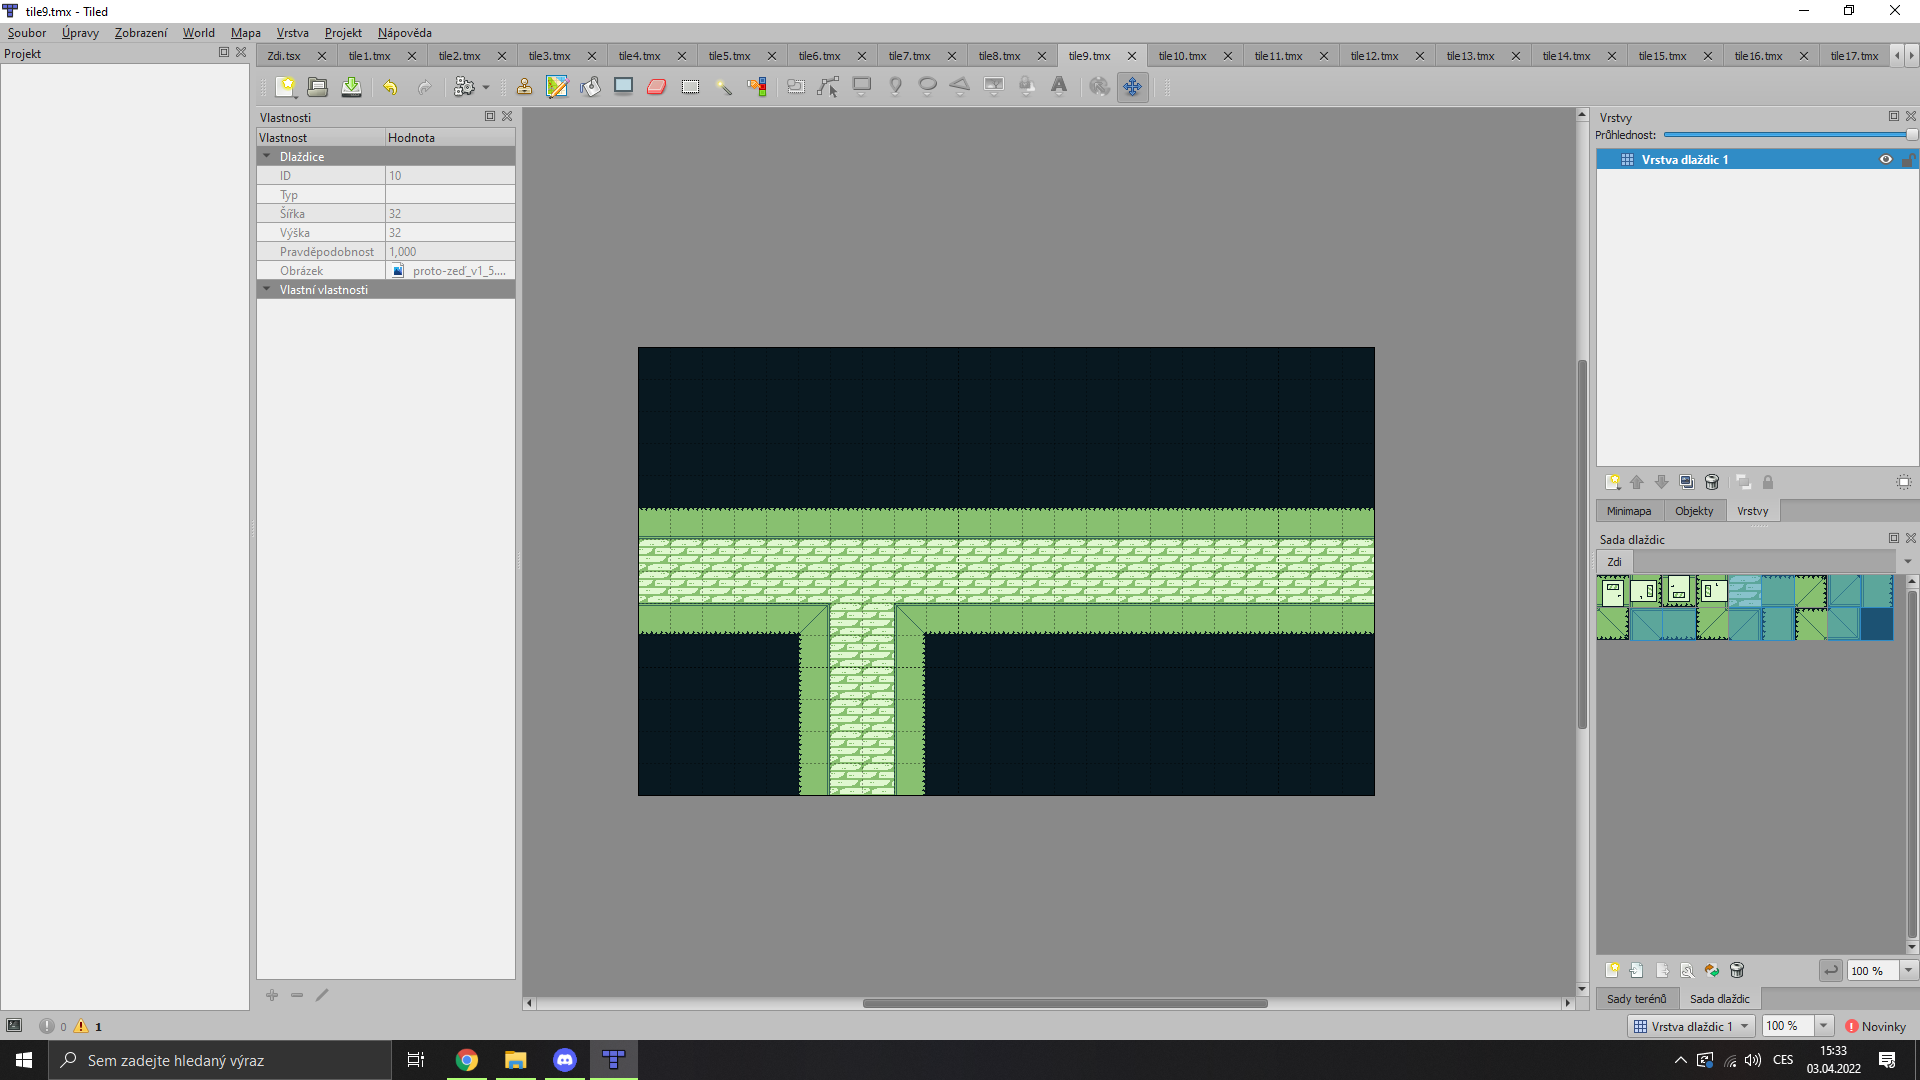 tile9.tmx - Tiled
Soubor Úpravy Zobrazení World Mapa Vrstva Projekt Nápověda
Projekt
Zdi.tsx tile1.tmx tile2.tmx tile3.tmx tile4.tmx tile5.tmx tile6.tmx tile7.tmx tile8.tmx tile9.tmx tile10.tmx tile11.tmx tile12.tmx tile13.tmx tile14.tmx tile15.tmx tile16.tmx tile17.tmx
Vlastnosti
Vlastnost Hodnota
Dlaždice
ID 10
Typ
Šířka 32
Výška 32
Pravděpodobnost 1,000
Obrázek proto-zeď_v1_5....
Vlastní vlastnosti
Vrstvy
Průhlednost:
Vrstva dlaždic 1
Minimapa Objekty Vrstvy
Sada dlaždic
Zdi
100 %
Sady terénů Sada dlaždic
0 1
Vrstva dlaždic 1 100 % Novinky
Sem zadejte hledaný výraz
CES
15:33
03.04.2022